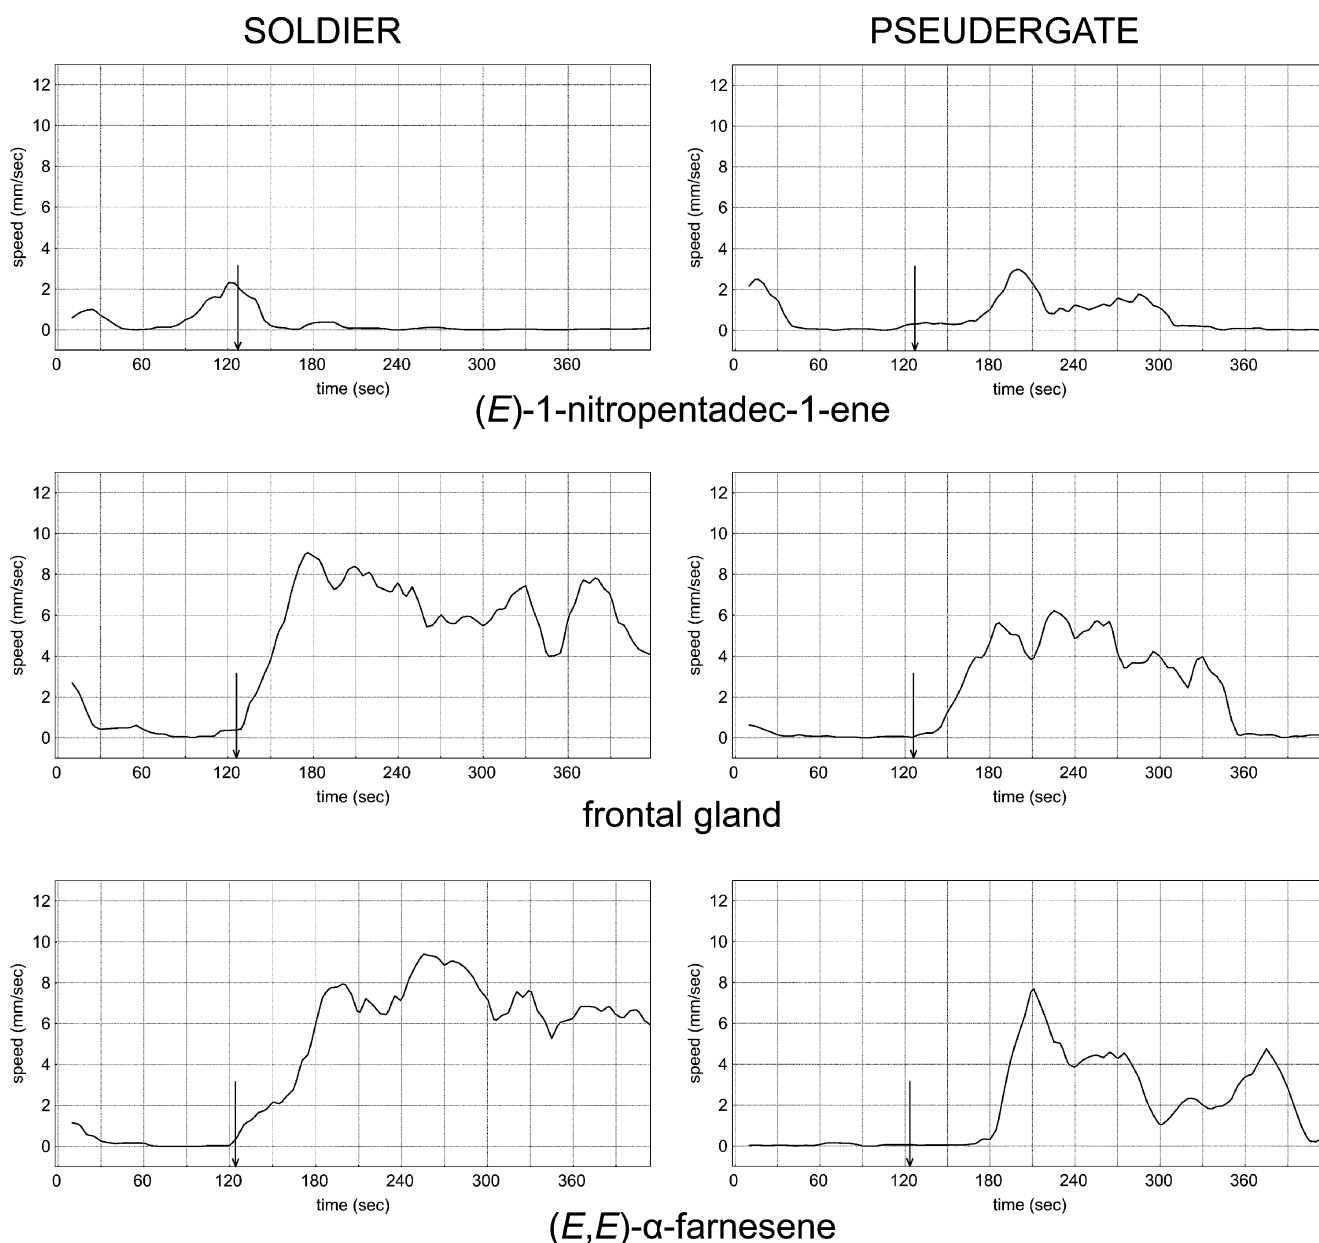 SOLDIER PSEUDERGATE
12 12
10 10
8 8
6 6
4 4
2 2
0 0
speed (mm/sec) speed (mm/sec)
0 60 120 180 240 300 360 0 60 120 180 240 300 360
time (sec) time (sec)
(E)-1-nitropentadec-1-ene
12 12
10 10
8 8
6 6
4 4
2 2
0 0
speed (mm/sec) speed (mm/sec)
0 60 120 180 240 300 360 0 60 120 180 240 300 360
time (sec) time (sec)
frontal gland
12 12
10 10
8 8
6 6
4 4
2 2
0 0
speed (mm/sec) speed (mm/sec)
0 60 120 180 240 300 360 0 60 120 180 240 300 360
time (sec) time (sec)
(E,E)-α-farnesene